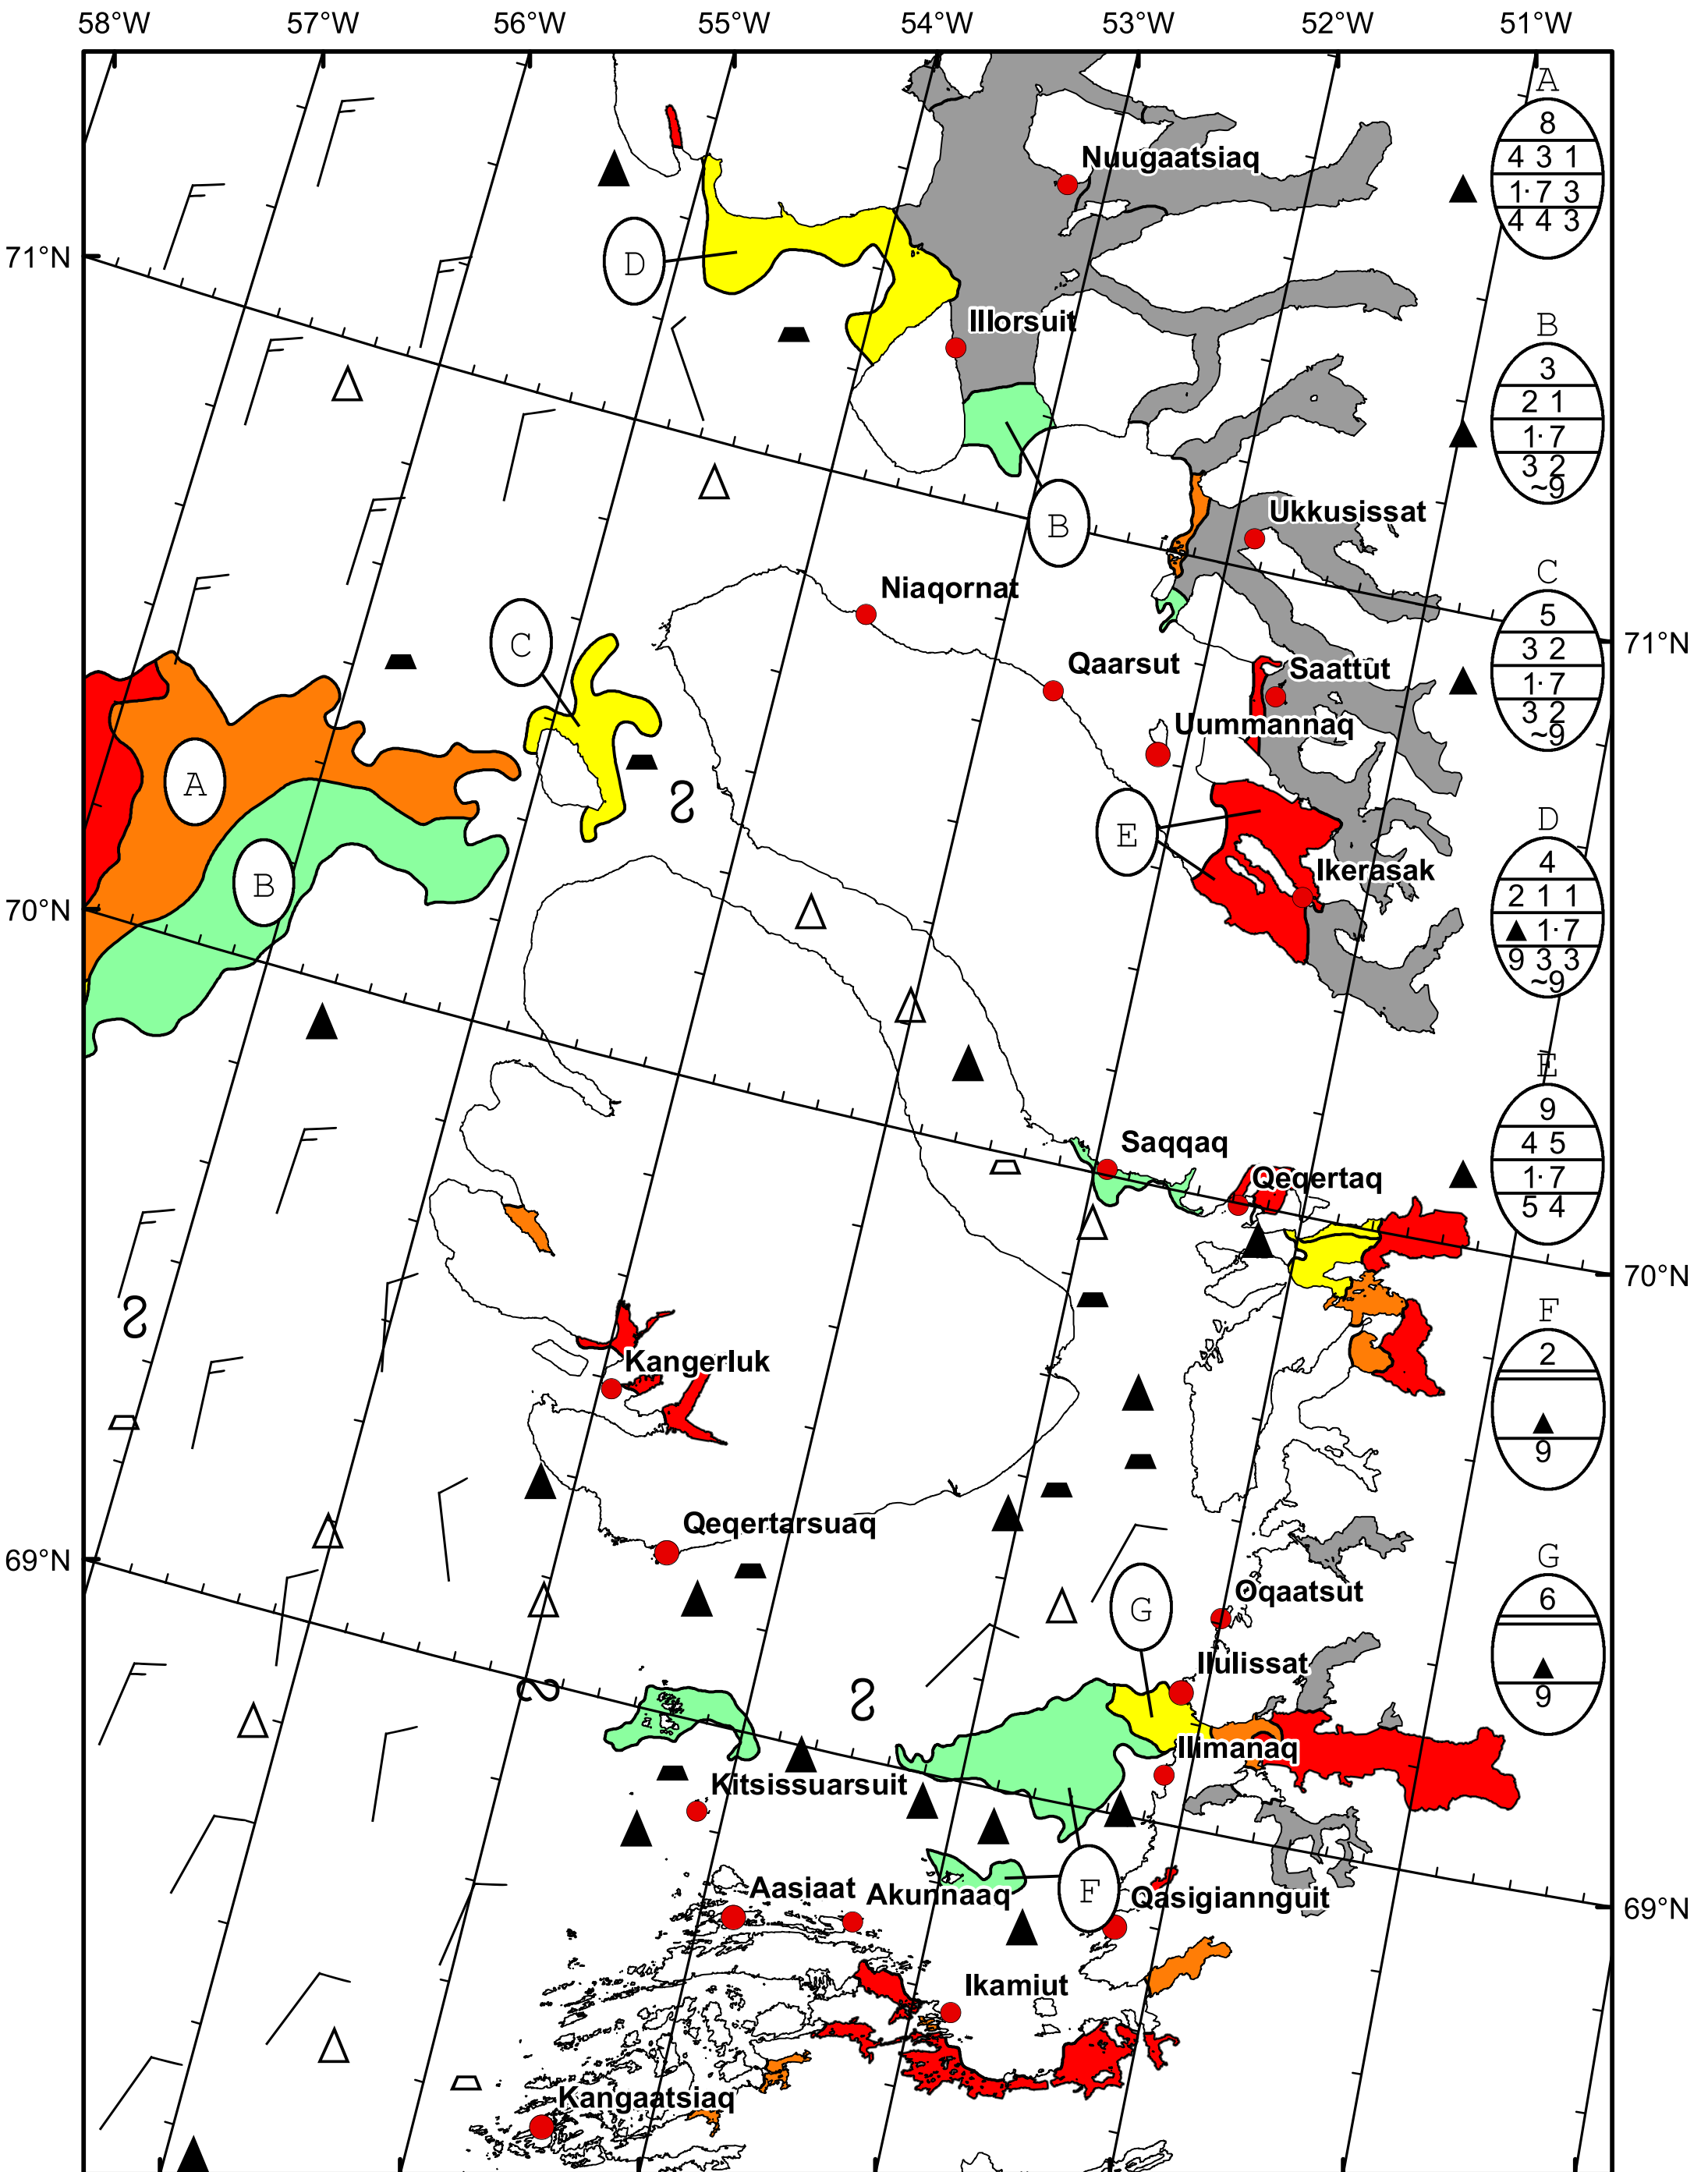 58°W 57°W 56°W 55°W 54°W 53°W 52°W 51°W
A
8
4 3 1
1· 7 3
4 4 3
Nuugaatsiaq
71°N
D
Illorsuit
B
3
2 1
1· 7
3 2
~9
B
Ukkusissat
Niaqornat
C
C
5
3 2
1· 7
3 2
~9
71°N
Qaarsut
Saattut
Uummannaq
A
E
D
4
2 1 1
1· 7
9 3 3
~9
B
Ikerasak
70°N
E
9
4 5
1· 7
5 4
Saqqaq
Qeqertaq
70°N
F
2
9
Kangerluk
Qeqertarsuaq
69°N
G
6
9
G
Oqaatsut
Ilulissat
Ilimanaq
Kitsissuarsuit
F
Aasiaat
Akunnaaq
Qasigiannguit
69°N
Ikamiut
Kangaatsiaq